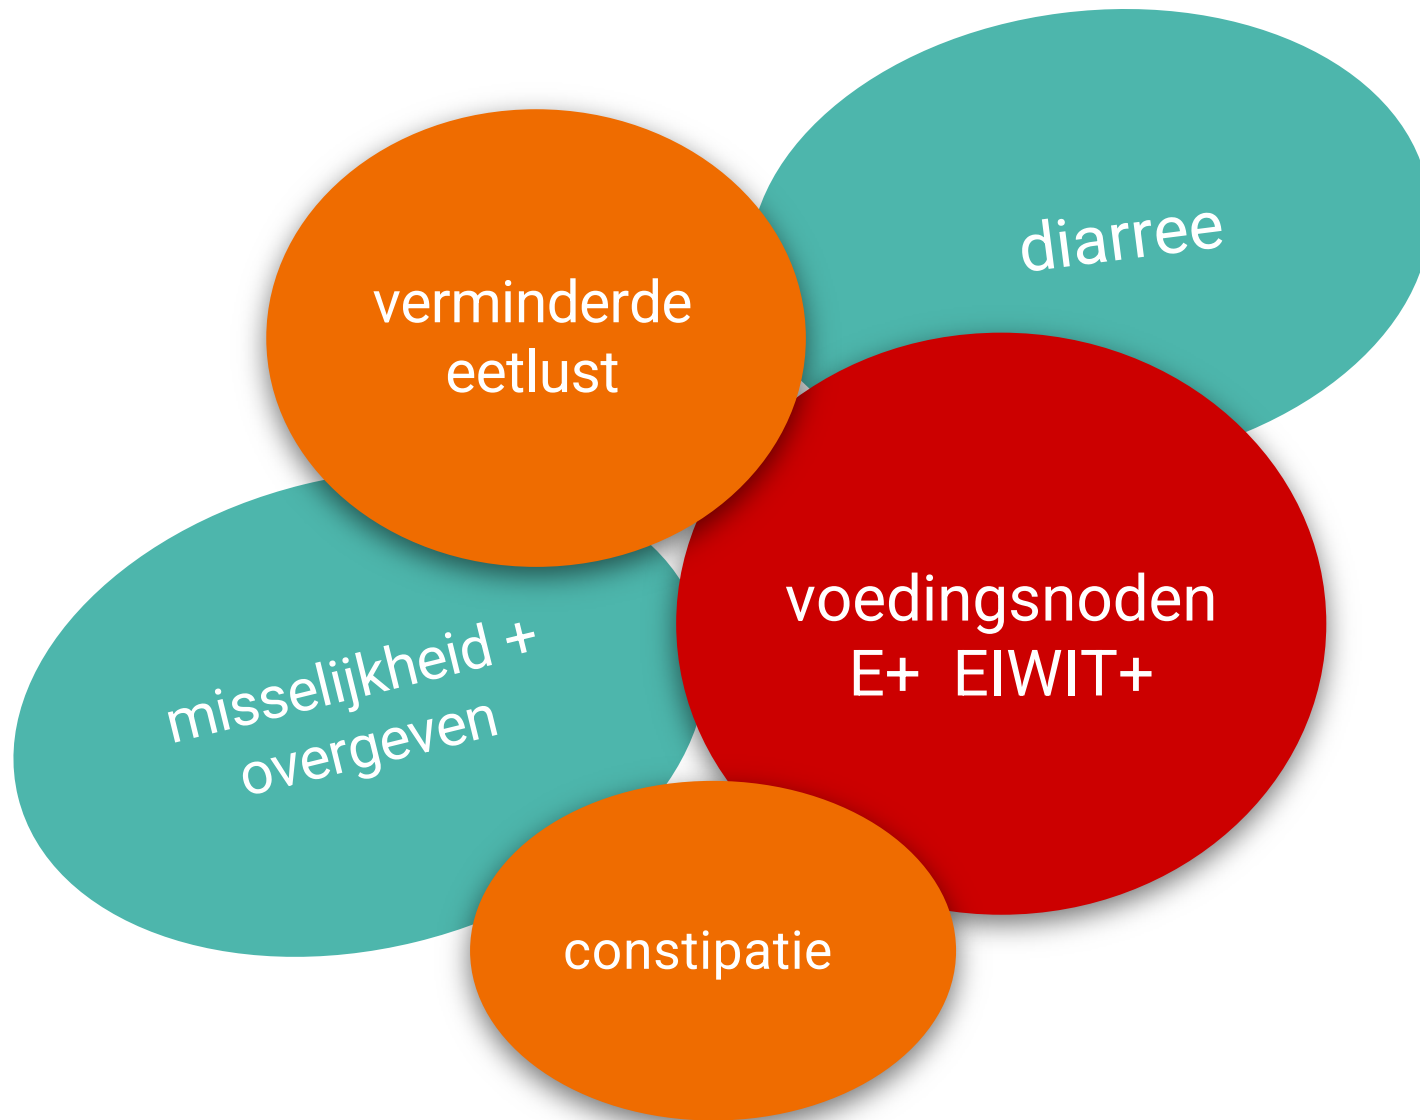 diarree
verminderde
eetlust
voedingsnoden
E+ EIWIT+
misselijkheid +
overgeven
constipatie